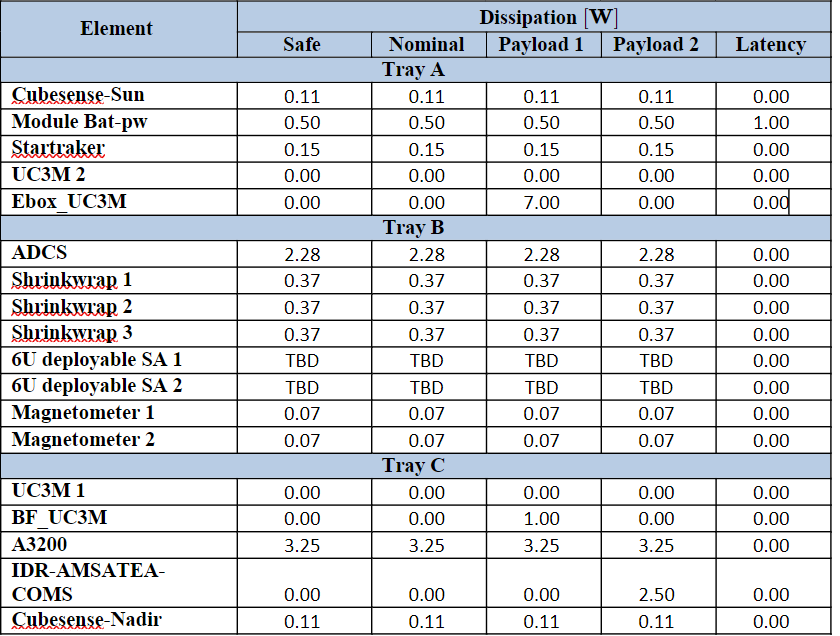 Element Dissipation [W]
Safe Nominal Payload 1 Payload 2 Latency
Tray A
Cubesense-Sun 0.11 0.11 0.11 0.11 0.00
Module Bat-pw 0.50 0.50 0.50 0.50 1.00
Startraker 0.15 0.15 0.15 0.15 0.00
UC3M 2 0.00 0.00 0.00 0.00 0.00
Ebox_UC3M 0.00 0.00 7.00 0.00 0.00
Tray B
ADCS 2.28 2.28 2.28 2.28 0.00
Shrinkwrap 1 0.37 0.37 0.37 0.37 0.00
Shrinkwrap 2 0.37 0.37 0.37 0.37 0.00
Shrinkwrap 3 0.37 0.37 0.37 0.37 0.00
6U deployable SA 1 TBD TBD TBD TBD 0.00
6U deployable SA 2 TBD TBD TBD TBD 0.00
Magnetometer 1 0.07 0.07 0.07 0.07 0.00
Magnetometer 2 0.07 0.07 0.07 0.07 0.00
Tray C
UC3M 1 0.00 0.00 0.00 0.00 0.00
BF_UC3M 0.00 0.00 1.00 0.00 0.00
A3200 3.25 3.25 3.25 3.25 0.00
IDR-AMSATEA-
COMS 0.00 0.00 0.00 2.50 0.00
Cubesense-Nadir 0.11 0.11 0.11 0.11 0.00